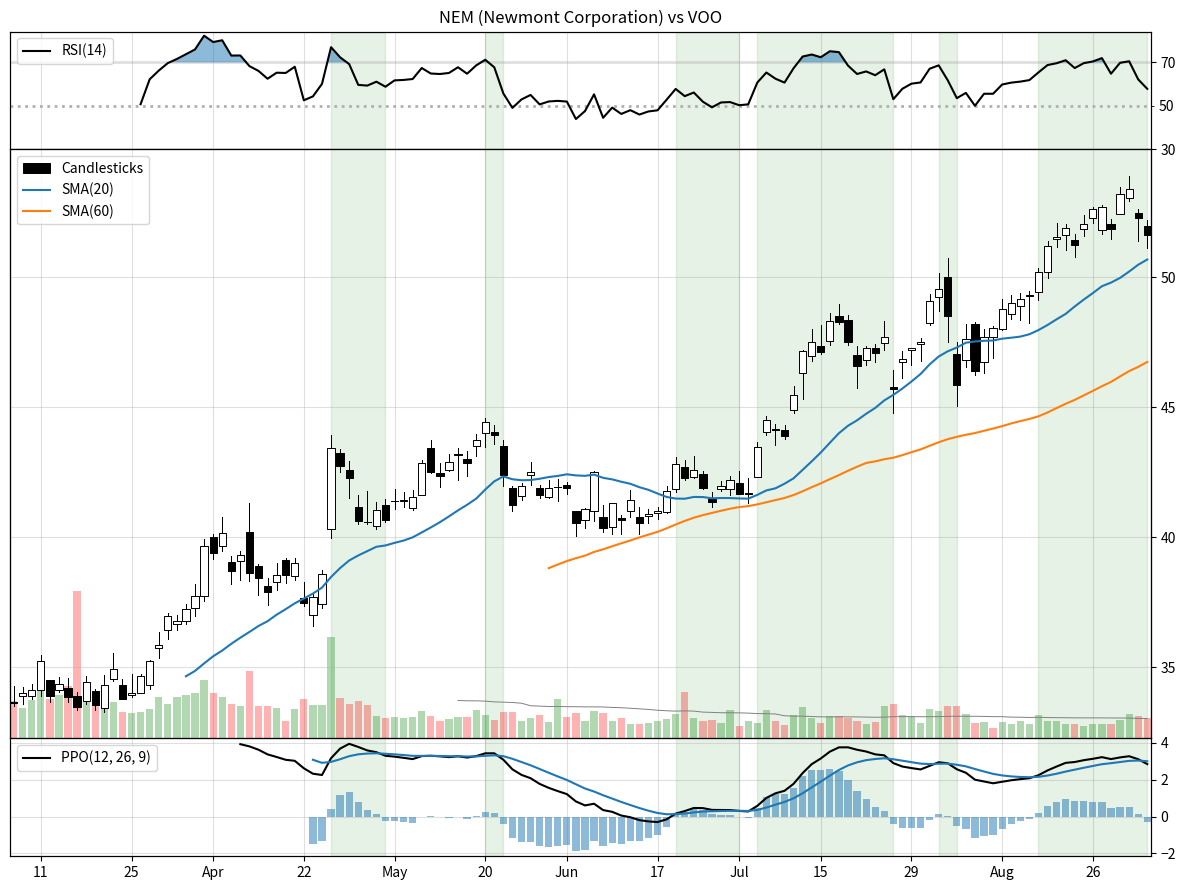 NEM (Newmont Corporation) vs VOO
RSI(14)
70
50
30
Candlesticks
SMA(20)
SMA(60)
50
45
40
35
PPO(12, 26, 9)
4
2
0
−2
11 25 Apr 22 May 20 Jun 17 Jul 15 29 Aug 26